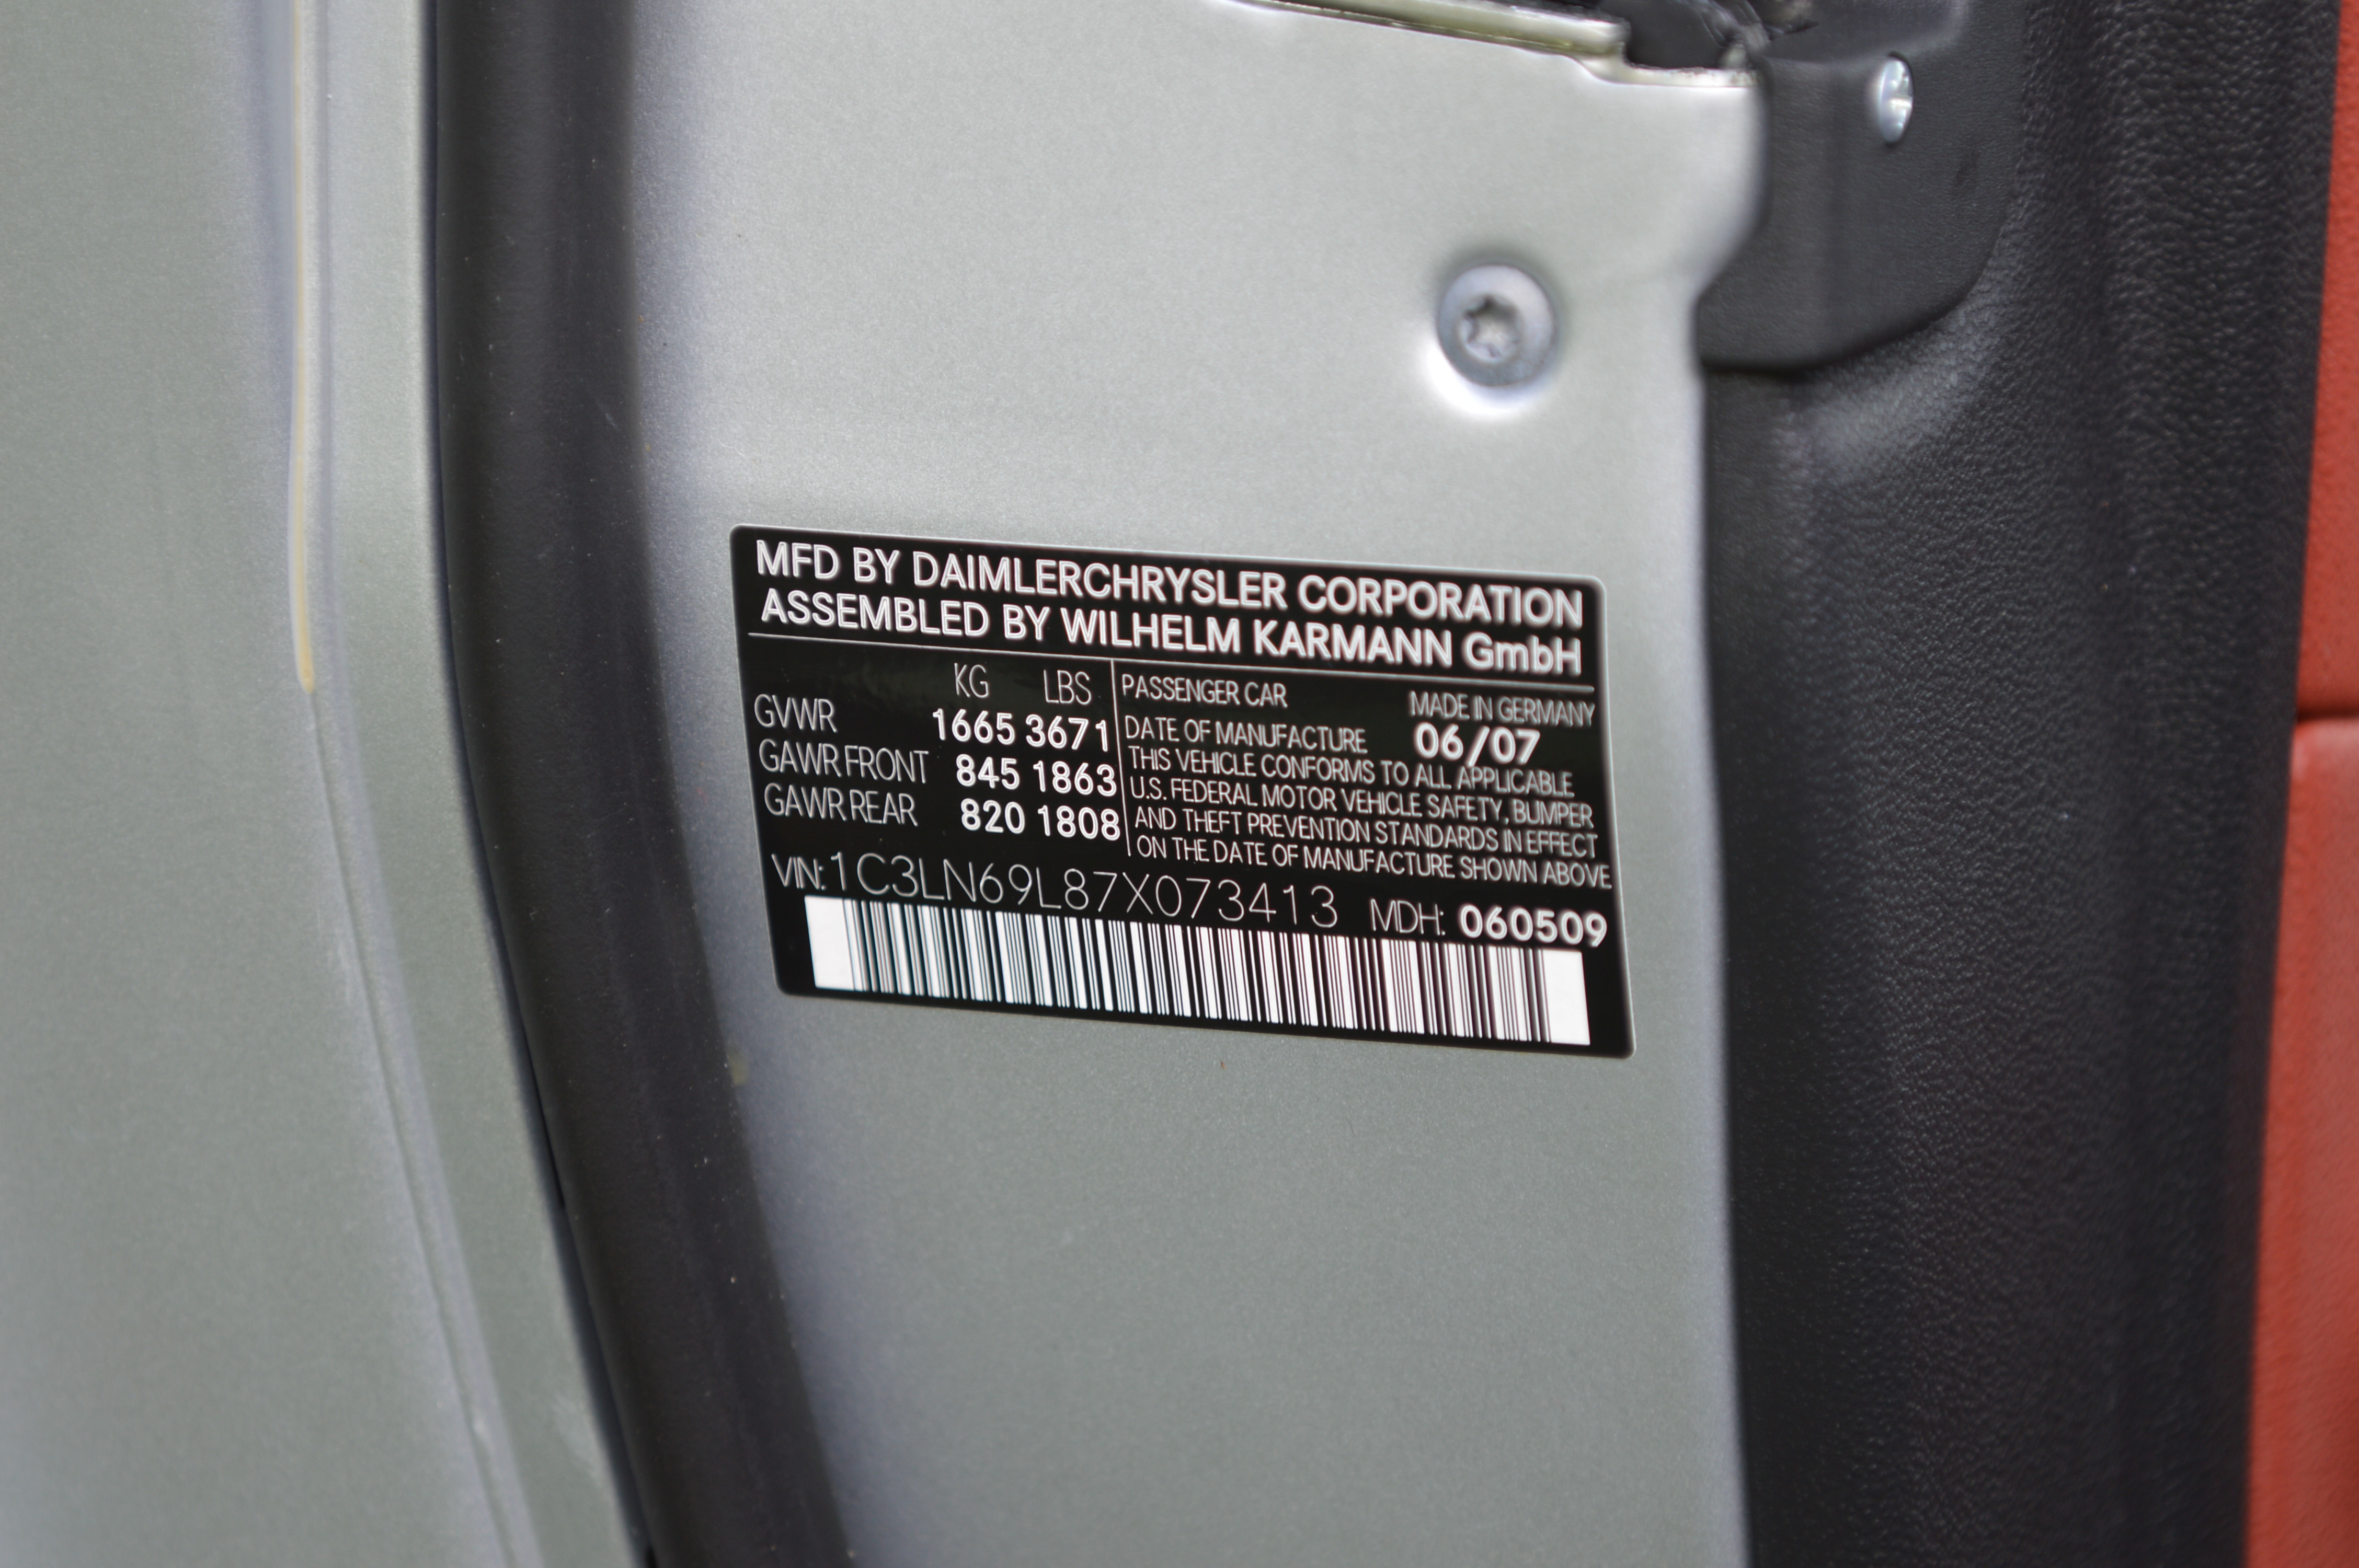 MFD BY DAIMLERCHRYSLER CORPORATION
ASSEMBLED BY WILHELM KARMANN GmbH
KG LBS
GVWR 1665 3671
GAWR FRONT 845 1863
GAWR REAR 820 1808
PASSENGER CAR MADE IN GERMANY
DATE OF MANUFACTURE 06/07
THIS VEHICLE CONFORMS TO ALL APPLICABLE
U.S. FEDERAL MOTOR VEHICLE SAFETY, BUMPER
AND THEFT PREVENTION STANDARDS IN EFFECT
ON THE DATE OF MANUFACTURE SHOWN ABOVE
VIN: 1C3LN69L87X073413 MDH: 060509